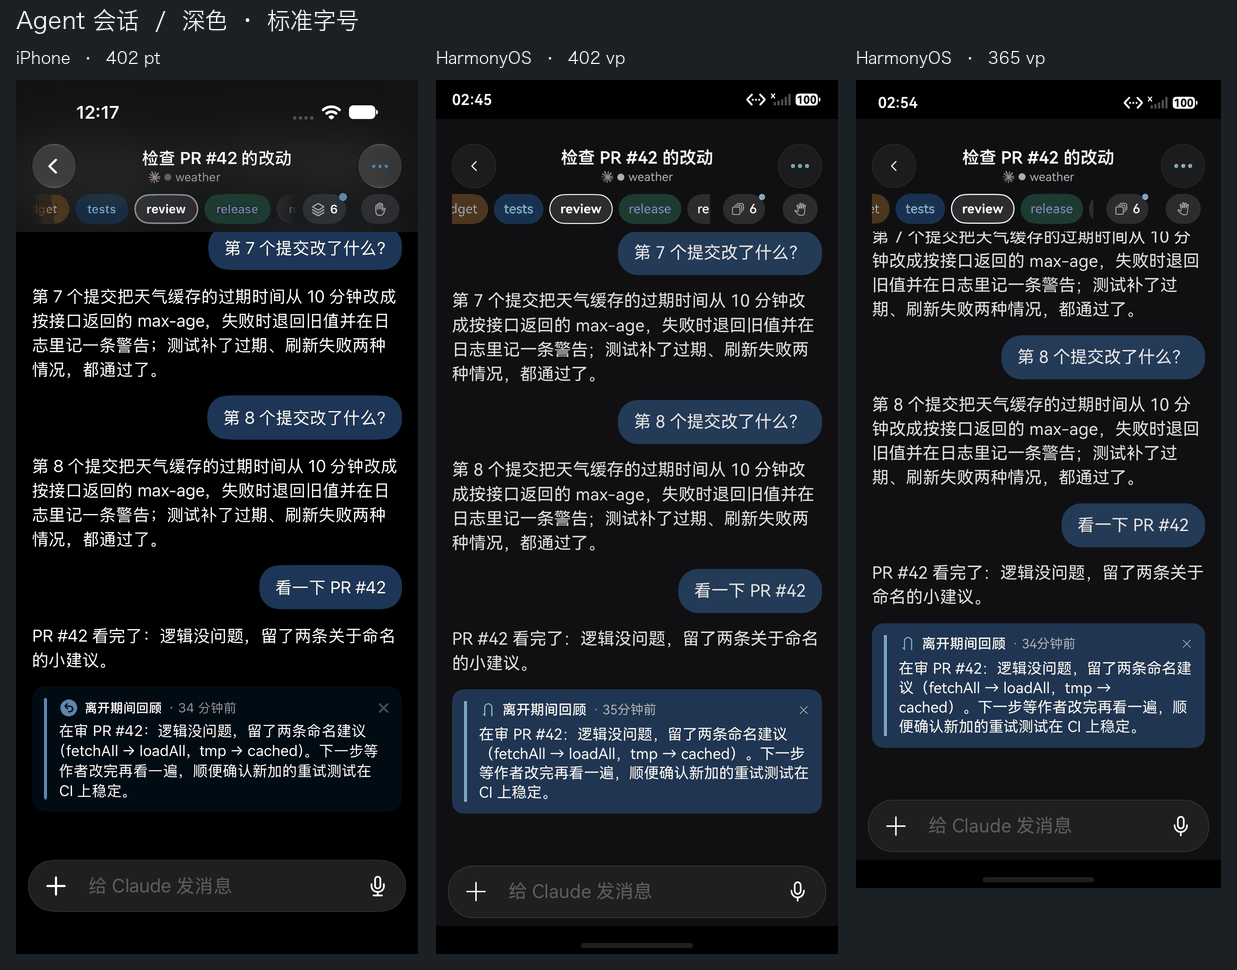 Agent 会话 / 深色 · 标准字号
iPhone · 402 pt
12:17
检查 PR #42 的改动
weather
tests
review
release
6
第 7 个提交改了什么？
第 7 个提交把天气缓存的过期时间从 10 分钟改成
按接口返回的 max-age，失败时退回旧值并在日
志里记一条警告；测试补了过期、刷新失败两种
情况，都通过了。
第 8 个提交改了什么？
第 8 个提交把天气缓存的过期时间从 10 分钟改成
按接口返回的 max-age，失败时退回旧值并在日
志里记一条警告；测试补了过期、刷新失败两种
情况，都通过了。
看一下 PR #42
PR #42 看完了：逻辑没问题，留了两条关于命名
的小建议。
离开期间回顾 · 34 分钟前
在审 PR #42：逻辑没问题，留了两条命名建议
（fetchAll → loadAll，tmp → cached）。下一步等
作者改完再看一遍，顺便确认新加的重试测试在
CI 上稳定。
给 Claude 发消息
HarmonyOS · 402 vp
02:45
100
检查 PR #42 的改动
weather
dget
tests
review
release
re
6
第 7 个提交改了什么？
第 7 个提交把天气缓存的过期时间从 10 分钟改
成按接口返回的 max-age，失败时退回旧值并在
日志里记一条警告；测试补了过期、刷新失败两
种情况，都通过了。
第 8 个提交改了什么？
第 8 个提交把天气缓存的过期时间从 10 分钟改
成按接口返回的 max-age，失败时退回旧值并在
日志里记一条警告；测试补了过期、刷新失败两
种情况，都通过了。
看一下 PR #42
PR #42 看完了：逻辑没问题，留了两条关于命名
的小建议。
离开期间回顾 · 35分钟前
在审 PR #42：逻辑没问题，留了两条命名建议
（fetchAll → loadAll，tmp → cached）。下一步
等作者改完再看一遍，顺便确认新加的重试测试在
CI 上稳定。
给 Claude 发消息
HarmonyOS · 365 vp
02:54
100
检查 PR #42 的改动
weather
et
tests
review
release
6
第 7 个提交把天气缓存的过期时间从 10 分
钟改成按接口返回的 max-age，失败时退回
旧值并在日志里记一条警告；测试补了过
期、刷新失败两种情况，都通过了。
第 8 个提交改了什么？
第 8 个提交把天气缓存的过期时间从 10 分
钟改成按接口返回的 max-age，失败时退回
旧值并在日志里记一条警告；测试补了过
期、刷新失败两种情况，都通过了。
看一下 PR #42
PR #42 看完了：逻辑没问题，留了两条关于
命名的小建议。
离开期间回顾 · 34分钟前
在审 PR #42：逻辑没问题，留了两条命名建
议（fetchAll → loadAll，tmp →
cached）。下一步等作者改完再看一遍，顺
便确认新加的重试测试在 CI 上稳定。
给 Claude 发消息